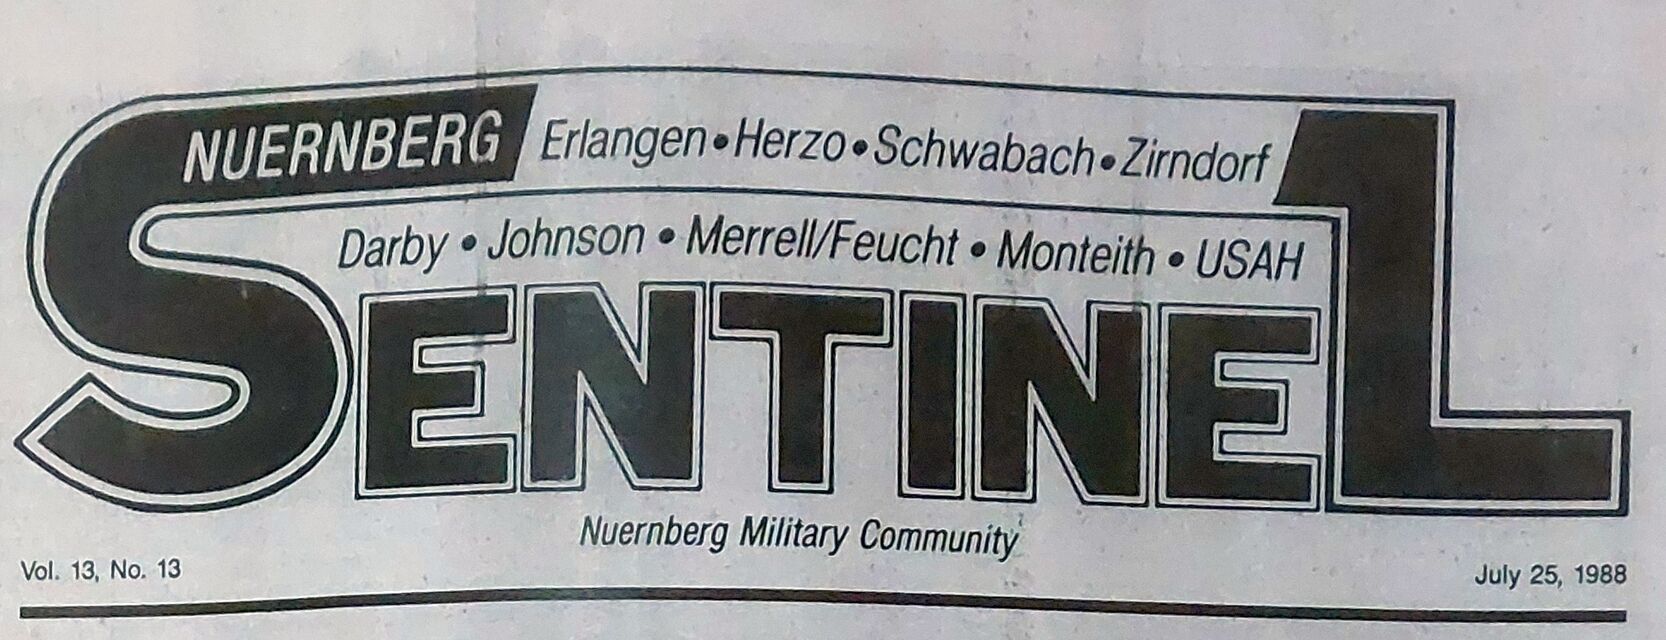 NUERNBERG Erlangen•Herzo•Schwabach•Zirndorf
Darby • Johnson • Merrell/Feucht • Monteith • USAH
SENTINEL
Nuernberg Military Community
Vol. 13, No. 13 July 25, 1988